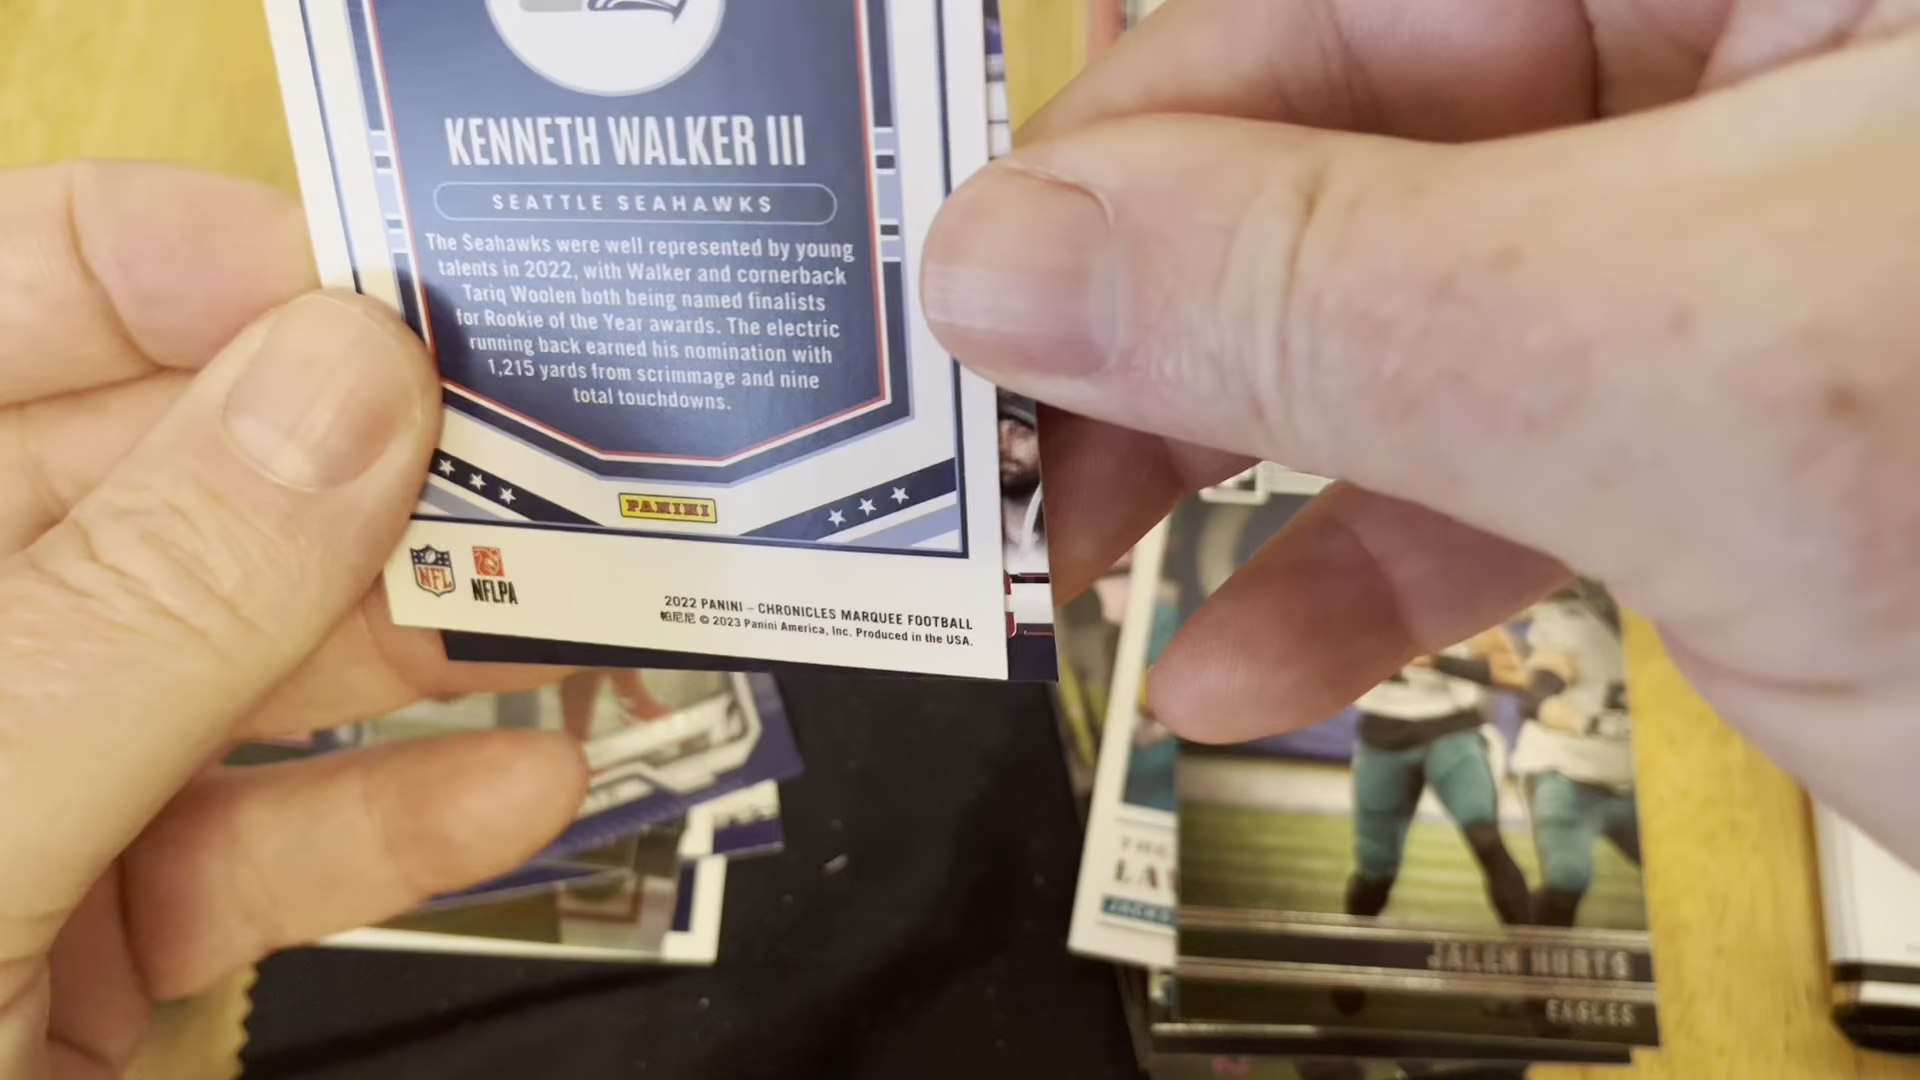 KENNETH WALKER III
SEATTLE SEAHAWKS
The Seahawks were well represented by young
talents in 2022, with Walker and cornerback
Tariq Woolen both being named finalists
for Rookie of the Year awards. The electric
running back earned his nomination with
1,215 yards from scrimmage and nine
total touchdowns.
PANINI
NFL
NFLPA
2022 PANINI – CHRONICLES MARQUEE FOOTBALL
帕尼尼 © 2023 Panini America, Inc. Produced in the USA.
JALEN HURTS
EAGLES